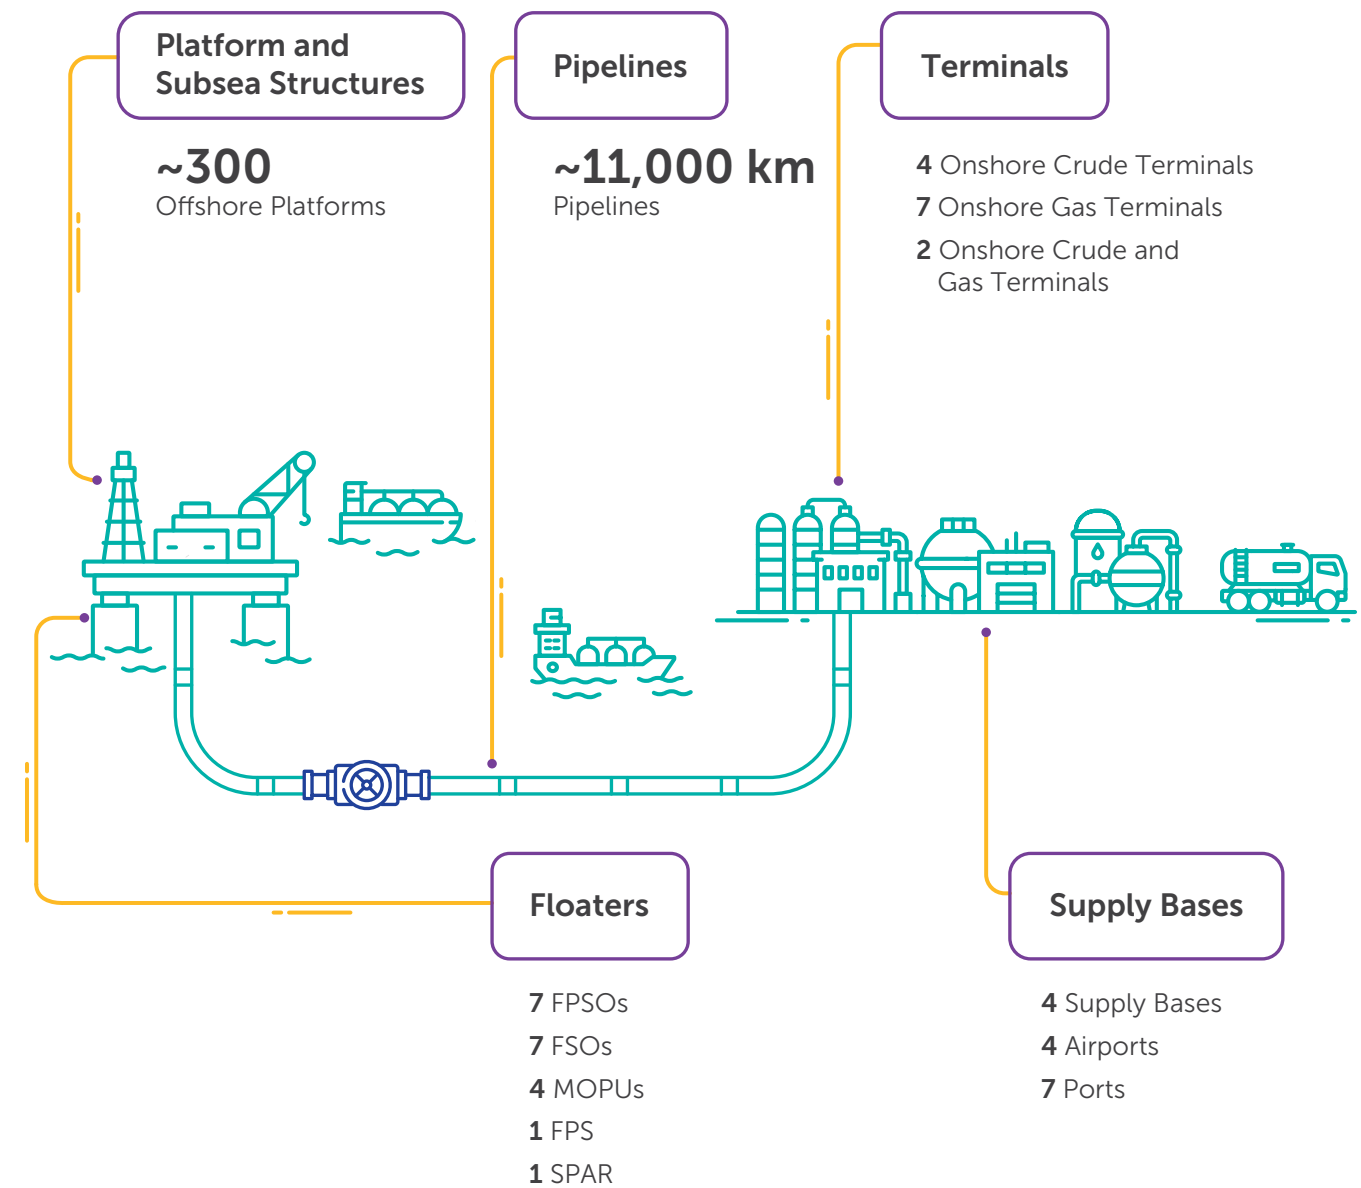 Platform and
Subsea Structures
~300
Offshore Platforms
Pipelines
~11,000 km
Pipelines
Terminals
4 Onshore Crude Terminals
7 Onshore Gas Terminals
2 Onshore Crude and
Gas Terminals
Floaters
7 FPSOs
7 FSOs
4 MOPUs
1 FPS
1 SPAR
Supply Bases
4 Supply Bases
4 Airports
7 Ports